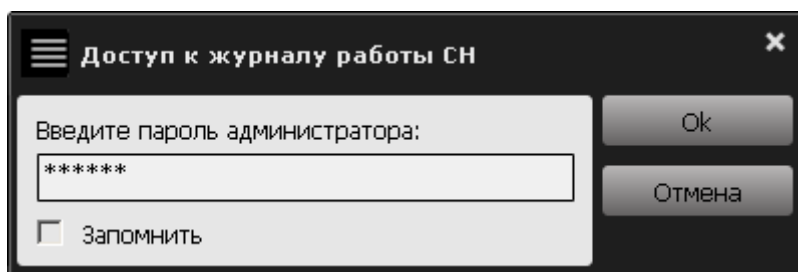 Доступ к журналу работы СН
Введите пароль администратора:
******
Запомнить
Ok
Отмена